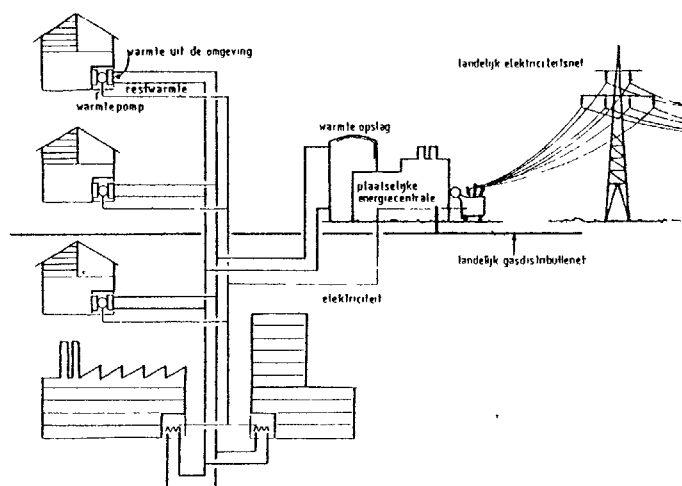 warmte uit de omgeving
restwarmte
warmtepomp
landelijk elektriciteitsnet
warmte opslag
plaatselijke
energiecentrale
landelijk gasdistributienet
elektriciteit